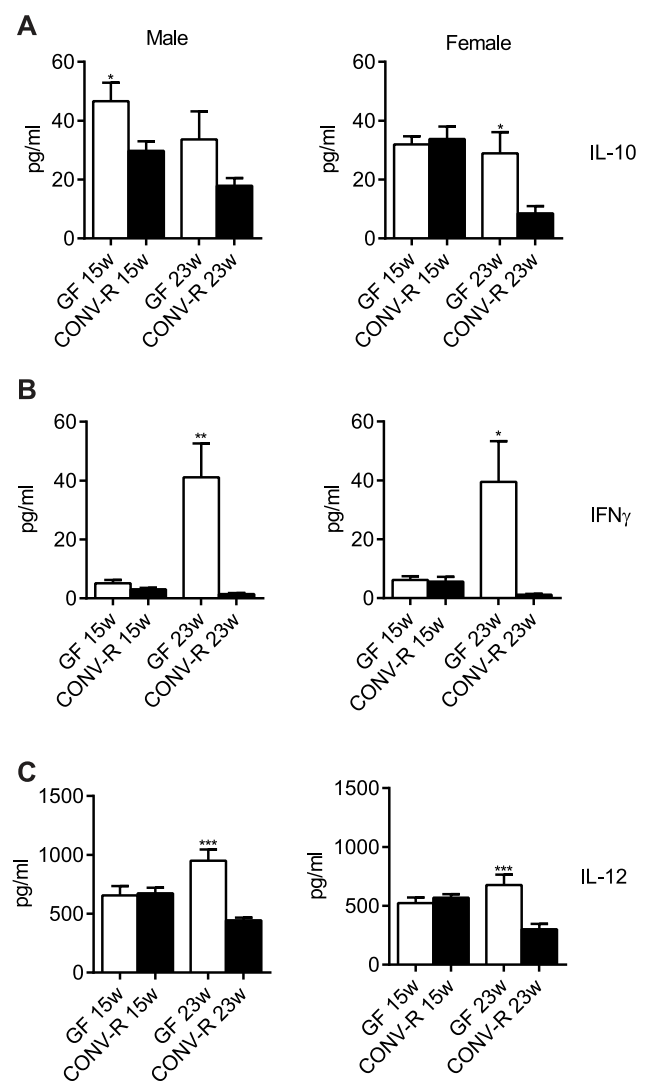 A
Male
Female
60
40
20
0
pg/ml
*
GF 15w
CONV-R 15w
GF 23w
CONV-R 23w
60
40
20
0
pg/ml
*
GF 15w
CONV-R 15w
GF 23w
CONV-R 23w
IL-10
B
60
40
20
0
pg/ml
**
GF 15w
CONV-R 15w
GF 23w
CONV-R 23w
60
40
20
0
pg/ml
*
GF 15w
CONV-R 15w
GF 23w
CONV-R 23w
IFNγ
C
1500
1000
500
0
pg/ml
***
GF 15w
CONV-R 15w
GF 23w
CONV-R 23w
1500
1000
500
0
pg/ml
***
GF 15w
CONV-R 15w
GF 23w
CONV-R 23w
IL-12